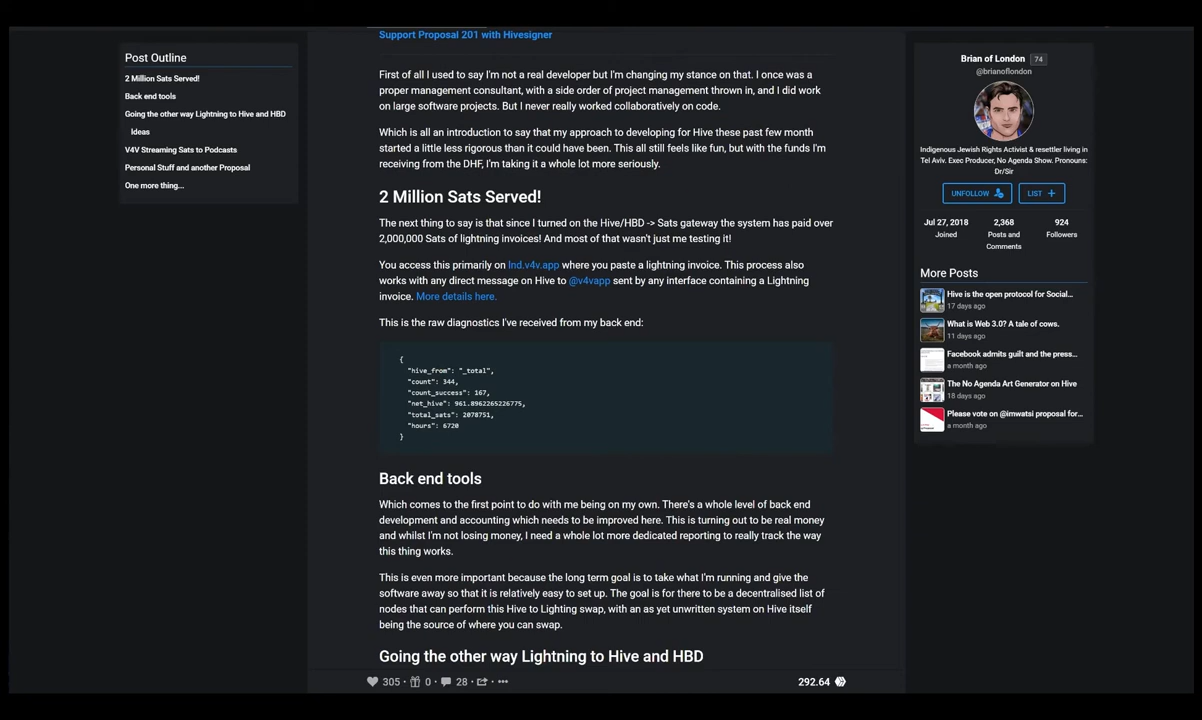 Post Outline
2 Million Sats Served!
Back end tools
Going the other way Lightning to Hive and HBD
Ideas
V4V Streaming Sats to Podcasts
Personal Stuff and another Proposal
One more thing...
Support Proposal 201 with Hivesigner
First of all I used to say I'm not a real developer but I'm changing my stance on that. I once was a
proper management consultant, with a side order of project management thrown in, and I did work
on large software projects. But I never really worked collaboratively on code.
Which is all an introduction to say that my approach to developing for Hive these past few month
started a little less rigorous than it could have been. This all still feels like fun, but with the funds I'm
receiving from the DHF, I'm taking it a whole lot more seriously.
2 Million Sats Served!
The next thing to say is that since I turned on the Hive/HBD -> Sats gateway the system has paid over
2,000,000 Sats of lightning invoices! And most of that wasn't just me testing it!
You access this primarily on lnd.v4v.app where you paste a lightning invoice. This process also
works with any direct message on Hive to @v4vapp sent by any interface containing a Lightning
invoice. More details here.
This is the raw diagnostics I've received from my back end:
{
"hive_from": "_total",
"count": 344,
"count_success": 167,
"net_hive": 961.8962265226775,
"total_sats": 2078751,
"hours": 6720
}
Back end tools
Which comes to the first point to do with me being on my own. There's a whole level of back end
development and accounting which needs to be improved here. This is turning out to be real money
and whilst I'm not losing money, I need a whole lot more dedicated reporting to really track the way
this thing works.
This is even more important because the long term goal is to take what I'm running and give the
software away so that it is relatively easy to set up. The goal is for there to be a decentralised list of
nodes that can perform this Hive to Lighting swap, with an as yet unwritten system on Hive itself
being the source of where you can swap.
Going the other way Lightning to Hive and HBD
305 · 0 · 28 · · •••
292.64
Brian of London 74
@brianoflondon
Indigenous Jewish Rights Activist & resettler living in
Tel Aviv. Exec Producer, No Agenda Show. Pronouns:
Dr/Sir
UNFOLLOW
LIST +
Jul 27, 2018
Joined
2,368
Posts and
Comments
924
Followers
More Posts
Hive is the open protocol for Social...
17 days ago
What is Web 3.0? A tale of cows.
11 days ago
Facebook admits guilt and the press...
a month ago
The No Agenda Art Generator on Hive
18 days ago
Please vote on @imwatsi proposal for...
a month ago